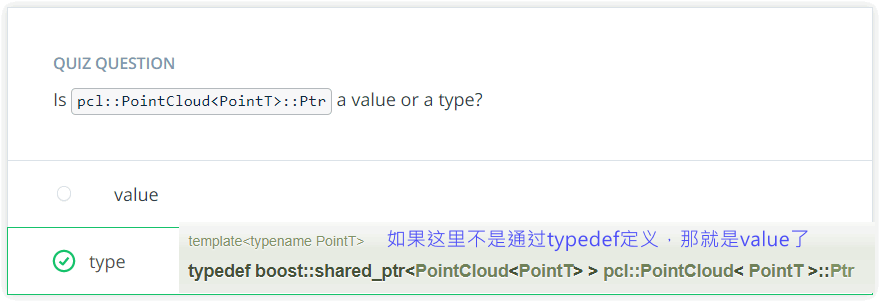 QUIZ QUESTION
Is pcl::PointCloud<PointT>::Ptr a value or a type?
value
type
template<typename PointT> 如果这里不是通过typedef定义，那就是value了
typedef boost::shared_ptr<PointCloud<PointT> > pcl::PointCloud< PointT >::Ptr